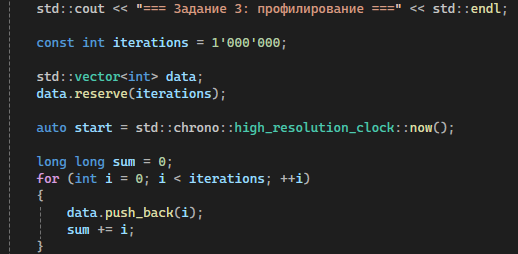 std::cout << "=== Задание 3: профилирование ===" << std::endl;
const int iterations = 1'000'000;
std::vector<int> data;
data.reserve(iterations);
auto start = std::chrono::high_resolution_clock::now();
long long sum = 0;
for (int i = 0; i < iterations; ++i)
{
data.push_back(i);
sum += i;
}